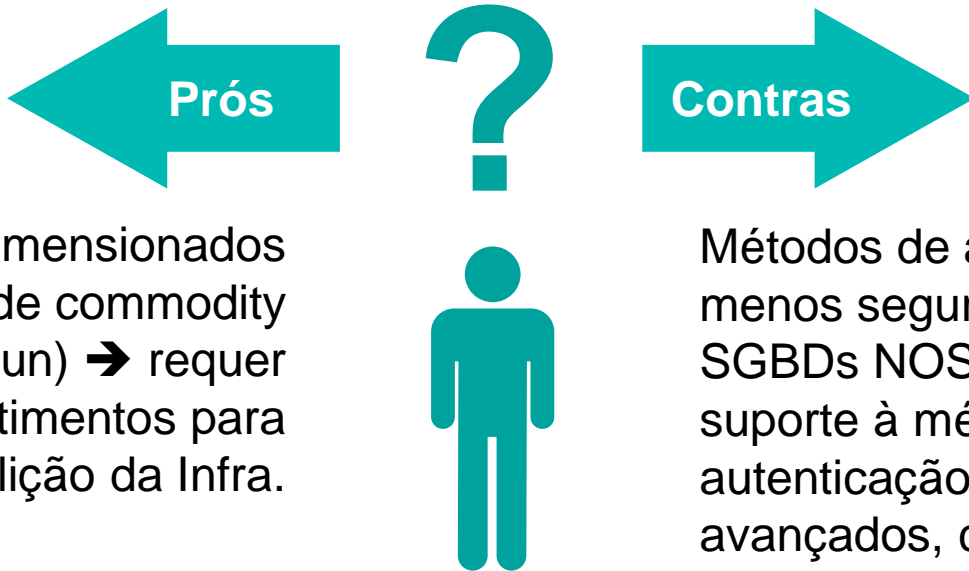 Prós
?
Contras
mensionados
de commodity
un) ➔ requer
timentos para
lição da Infra.
Métodos de a
menos segur
SGBDs NOS
suporte à mé
autenticação
avançados, c